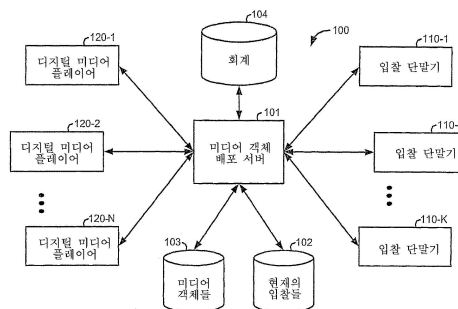 104
100
회계
120-1
디지털 미디어
플레이어
110-1
입찰 단말기
101
미디어 객체
배포 서버
120-2
디지털 미디어
플레이어
110-
입찰 단말기
120-N
디지털 미디어
플레이어
110-K
입찰 단말기
103
미디어
객체들
102
현재의
입찰들